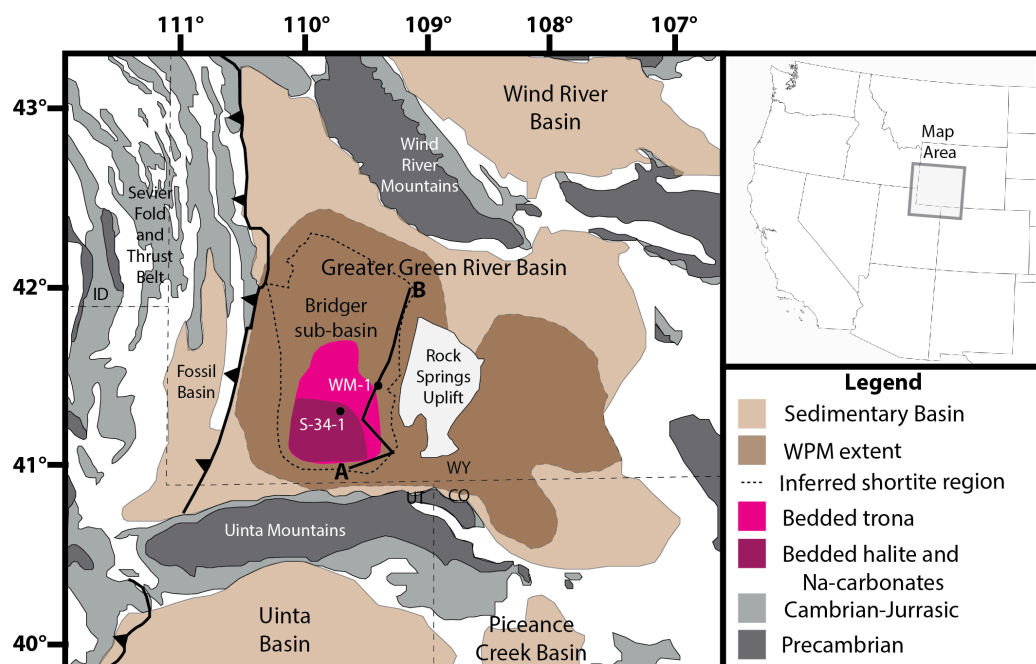 111°
110°
109°
108°
107°
43°
42°
41°
40°
Wind River
Basin
Wind
River
Mountains
Sevier
Fold
and
Thrust
Belt
ID
Greater Green River Basin
B
Bridger
sub-basin
Rock
Springs
Uplift
Fossil
Basin
WM-1
S-34-1
A
WY
UT
CO
Uinta Mountains
Uinta
Basin
Piceance
Creek Basin
Map
Area
Legend
Sedimentary Basin
WPM extent
Inferred shortite region
Bedded trona
Bedded halite and
Na-carbonates
Cambrian-Jurrasic
Precambrian